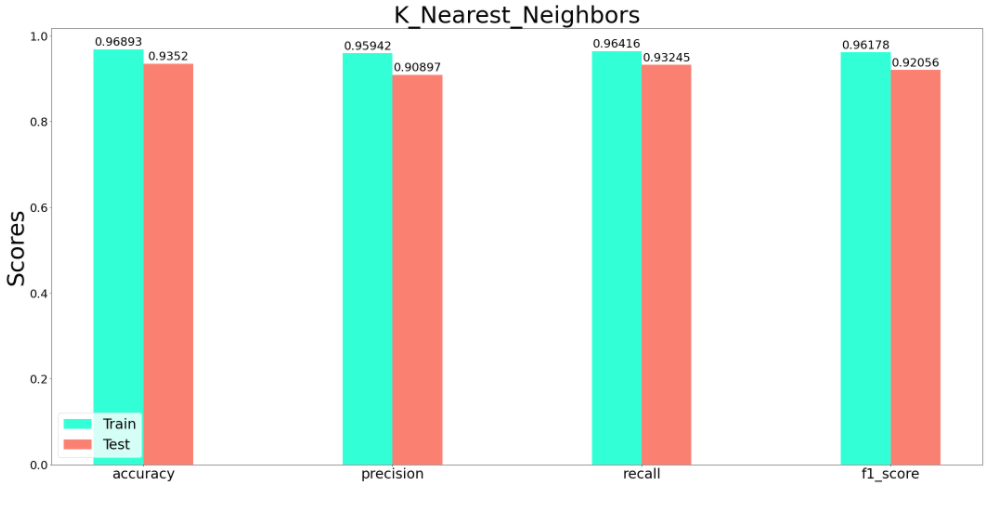 K_Nearest_Neighbors
1.0
0.8
0.6
0.4
0.2
0.0
Scores
0.96893
0.9352
0.95942
0.90897
0.96416
0.93245
0.96178
0.92056
Train
Test
accuracy
precision
recall
f1_score